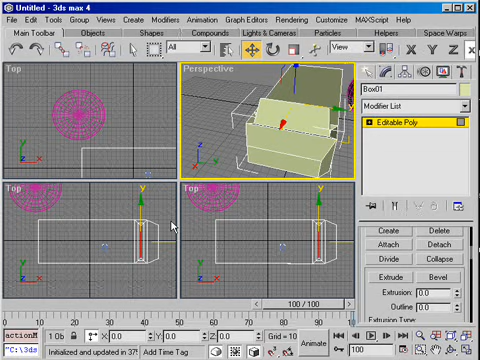 Untitled - 3ds max 4
File Edit Tools Group Views Create Modifiers Animation Graph Editors Rendering Customize MAXScript Help
Main Toolbar Objects Shapes Compounds Lights & Cameras Particles Helpers Space Warps
All View X Y Z
Top Perspective
Box01
Modifier List
Editable Poly
z y x
y x
Top Top
y y
y x y x
Create Delete
Attach Detach
Divide Collapse
Extrude Bevel
Extrusion: 0.0
Outline 0.0
Extrusion Type:
100 / 100
0 10 20 30 40 50 60 70 80 90
actionM 1 Ob X: 0.0 Y: 0.0 Z: 0.0 Grid = 10 Animate
"C:\3ds Initialized and updated in 37 Add Time Tag 100